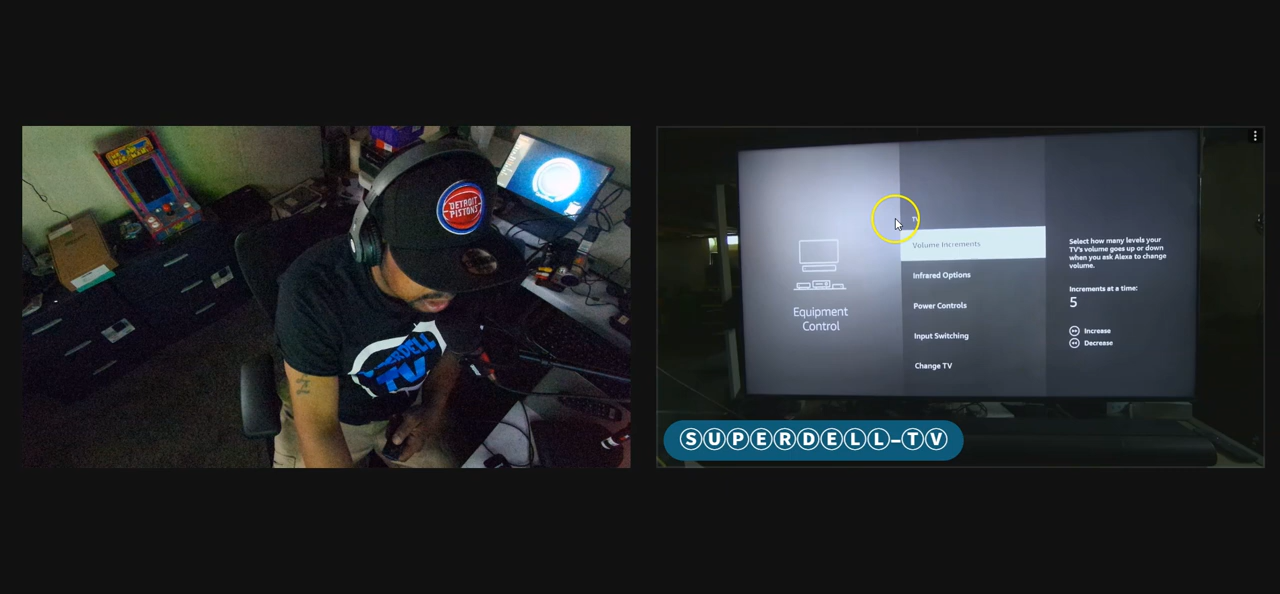 DETROIT
PISTONS
TV
TV
Volume Increments
Infrared Options
Power Controls
Input Switching
Change TV
Equipment
Control
Select how many levels your
TV's volume goes up or down
when you ask Alexa to change
volume.
Increments at a time:
5
Increase
Decrease
SUPERDELL-TV